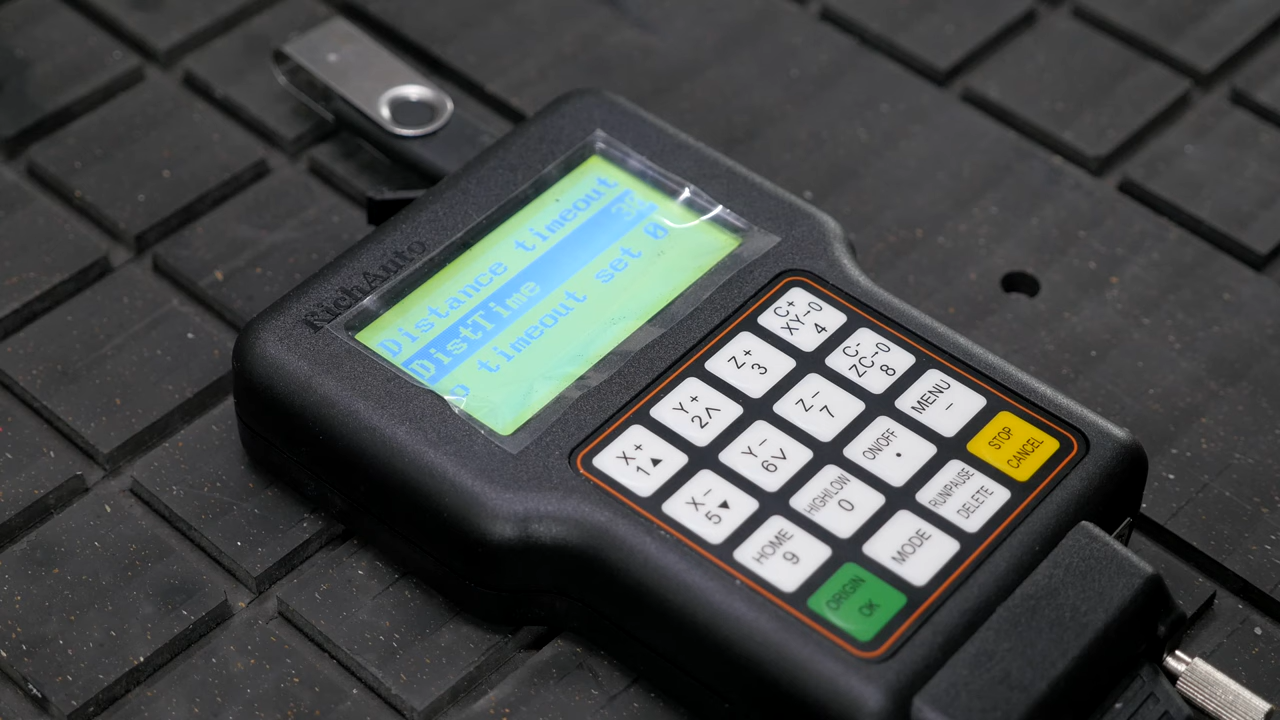 RichAuto
Distance timeout
DistTime
timeout set 0
X+
1▲
Y+
2∧
Z+
3
C+
XY-0
4
X-
5▼
Y-
6∨
Z-
7
C-
ZC-0
8
HOME
9
HIGH/LOW
0
ON/OFF
.
MENU
-
ORIGIN
OK
MODE
RUN/PAUSE
DELETE
STOP
CANCEL